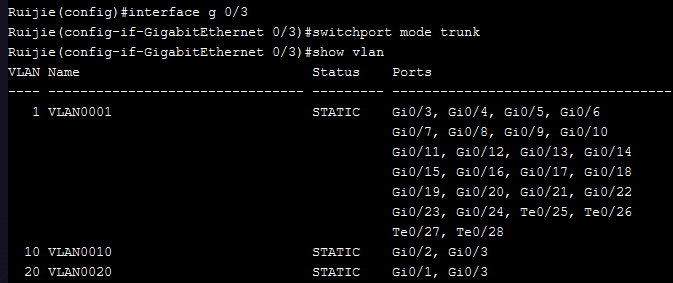 Ruijie(config)#interface g 0/3
Ruijie(config-if-GigabitEthernet 0/3)#switchport mode trunk
Ruijie(config-if-GigabitEthernet 0/3)#show vlan
VLAN Name                             Status    Ports
---- -------------------------------- --------- -----------------------------------
   1 VLAN0001                         STATIC    Gi0/3, Gi0/4, Gi0/5, Gi0/6
                                                Gi0/7, Gi0/8, Gi0/9, Gi0/10
                                                Gi0/11, Gi0/12, Gi0/13, Gi0/14
                                                Gi0/15, Gi0/16, Gi0/17, Gi0/18
                                                Gi0/19, Gi0/20, Gi0/21, Gi0/22
                                                Gi0/23, Gi0/24, Te0/25, Te0/26
                                                Te0/27, Te0/28
  10 VLAN0010                         STATIC    Gi0/2, Gi0/3
  20 VLAN0020                         STATIC    Gi0/1, Gi0/3